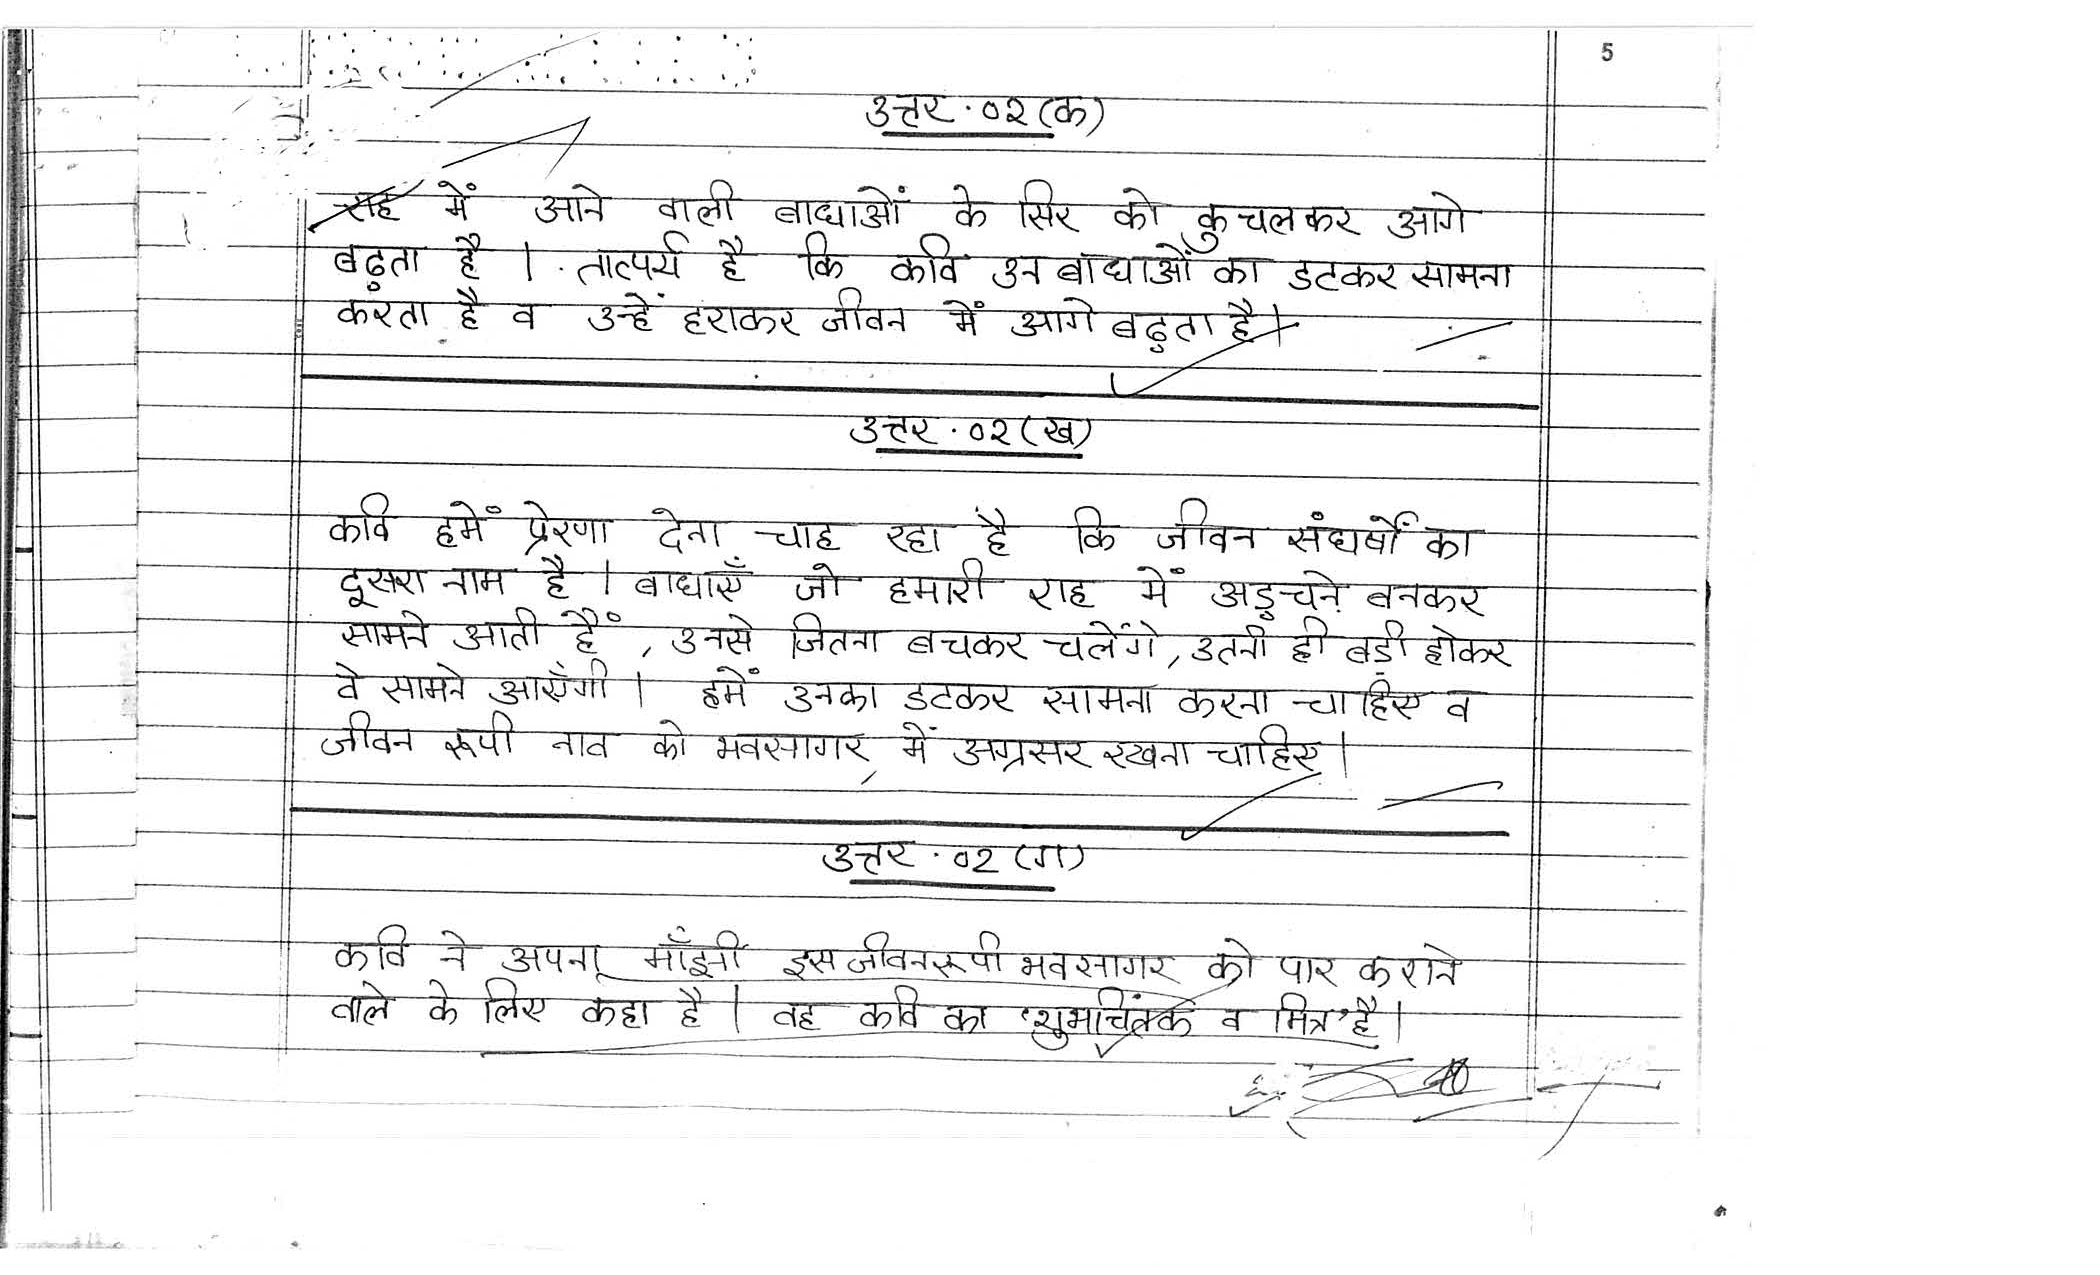 5
उत्तर.०२(क)
राह में आने वाली बाधाओं के सिर को कुचलकर आगे
बढ़ता है । तात्पर्य है कि कवि उन बाधाओं का डटकर सामना
करता है व उन्हें हराकर जीवन में आगे बढ़ता है।
उत्तर.०२(ख)
कवि हमें प्रेरणा देना चाह रहा है कि जीवन संघर्षों का
दूसरा नाम है । बाधाएँ जो हमारी राह में अड़चने बनकर
सामने आती हैं , उनसे जितना बचकर चलेंगे, उतनी ही बड़ी होकर
वे सामने आएँगी । हमें उनका डटकर सामना करना चाहिए व
जीवन रूपी नाव को भवसागर में अग्रसर रखना चाहिए।
उत्तर.०२(ग)
कवि ने अपना माँझी इस जीवनरूपी भवसागर को पार कराने
वाले के लिए कहा है । वह कवि का 'शुभचिंतक व मित्र' है।